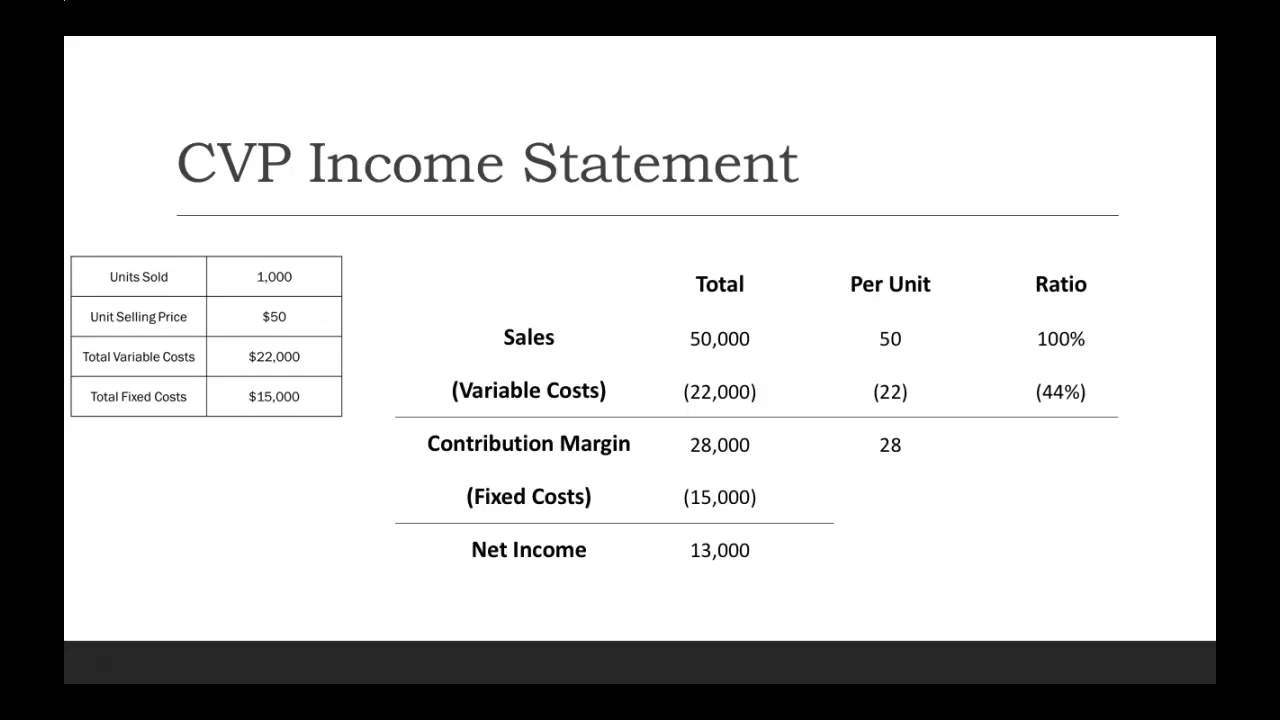 CVP Income Statement
Units Sold 1,000
Unit Selling Price $50
Total Variable Costs $22,000
Total Fixed Costs $15,000
Total Per Unit Ratio
Sales 50,000 50 100%
(Variable Costs) (22,000) (22) (44%)
Contribution Margin 28,000 28
(Fixed Costs) (15,000)
Net Income 13,000